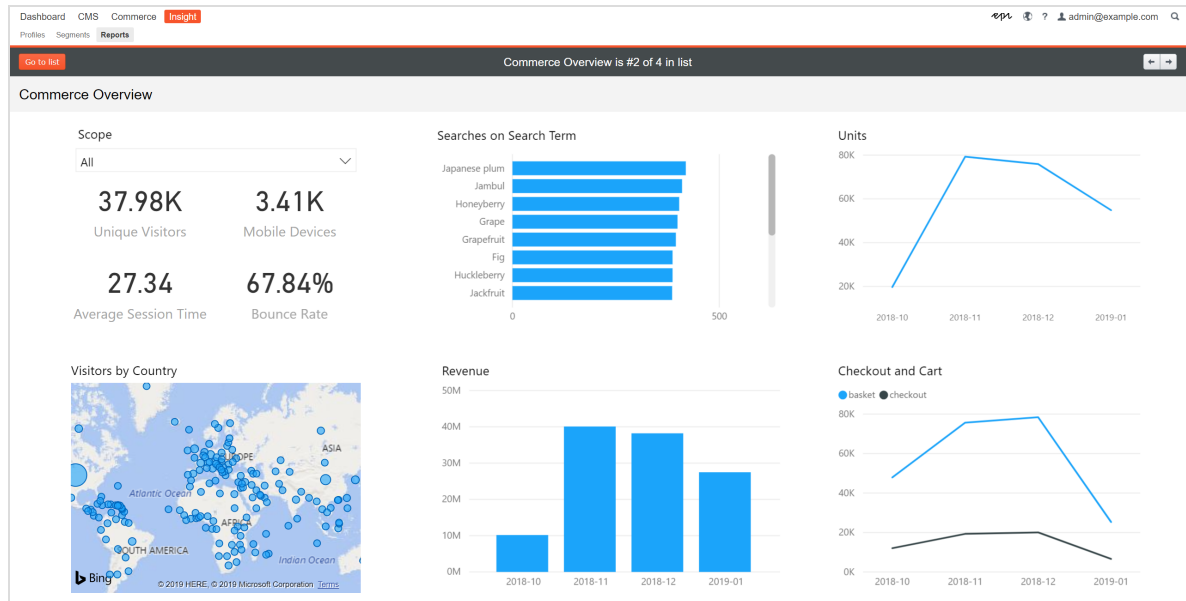 Dashboard CMS Commerce Insight
epi ? admin@example.com
Profiles Segments Reports
Go to list
Commerce Overview is #2 of 4 in list
Commerce Overview
Scope
All
37.98K
Unique Visitors
3.41K
Mobile Devices
27.34
Average Session Time
67.84%
Bounce Rate
Searches on Search Term
Japanese plum
Jambul
Honeyberry
Grape
Grapefruit
Fig
Huckleberry
Jackfruit
0 500
Units
80K
60K
40K
20K
2018-10 2018-11 2018-12 2019-01
Visitors by Country
EUROPE
ASIA
Atlantic Ocean
AFRICA
SOUTH AMERICA
Indian Ocean
Bing
© 2019 HERE, © 2019 Microsoft Corporation Terms
Revenue
50M
40M
30M
20M
10M
0M
2018-10 2018-11 2018-12 2019-01
Checkout and Cart
basket checkout
80K
60K
40K
20K
0K
2018-10 2018-11 2018-12 2019-01